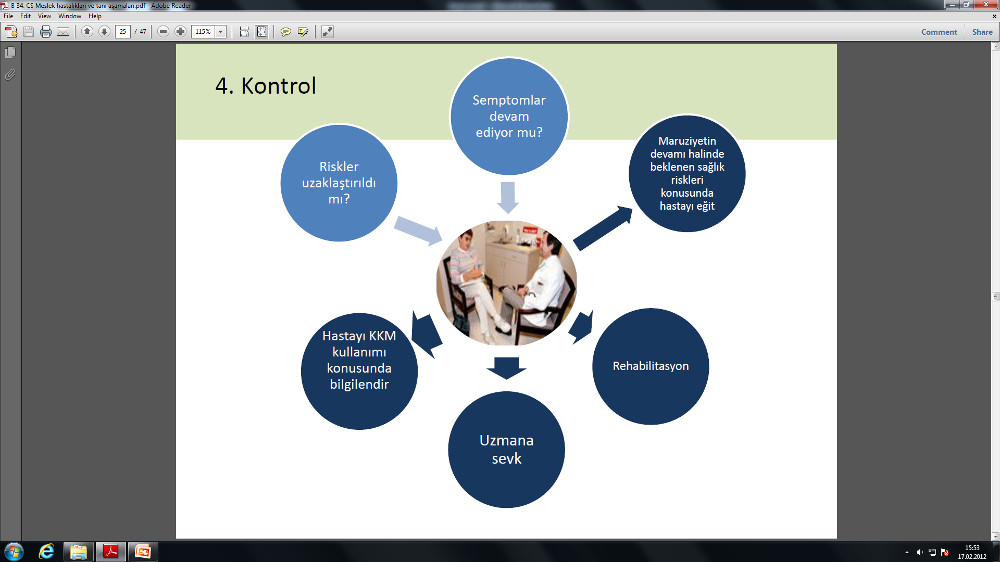 B 34. CS Meslek hastalıkları ve tanı aşamaları.pdf - Adobe Reader
File Edit View Window Help
25 / 47
115%
Comment Share
4. Kontrol
Semptomlar
devam
ediyor mu?
Riskler
uzaklaştırıldı
mı?
Maruziyetin
devamı halinde
beklenen sağlık
riskleri
konusunda
hastayı eğit
Hastayı KKM
kullanımı
konusunda
bilgilendir
Rehabilitasyon
Uzmana
sevk
15:53
17.02.2012